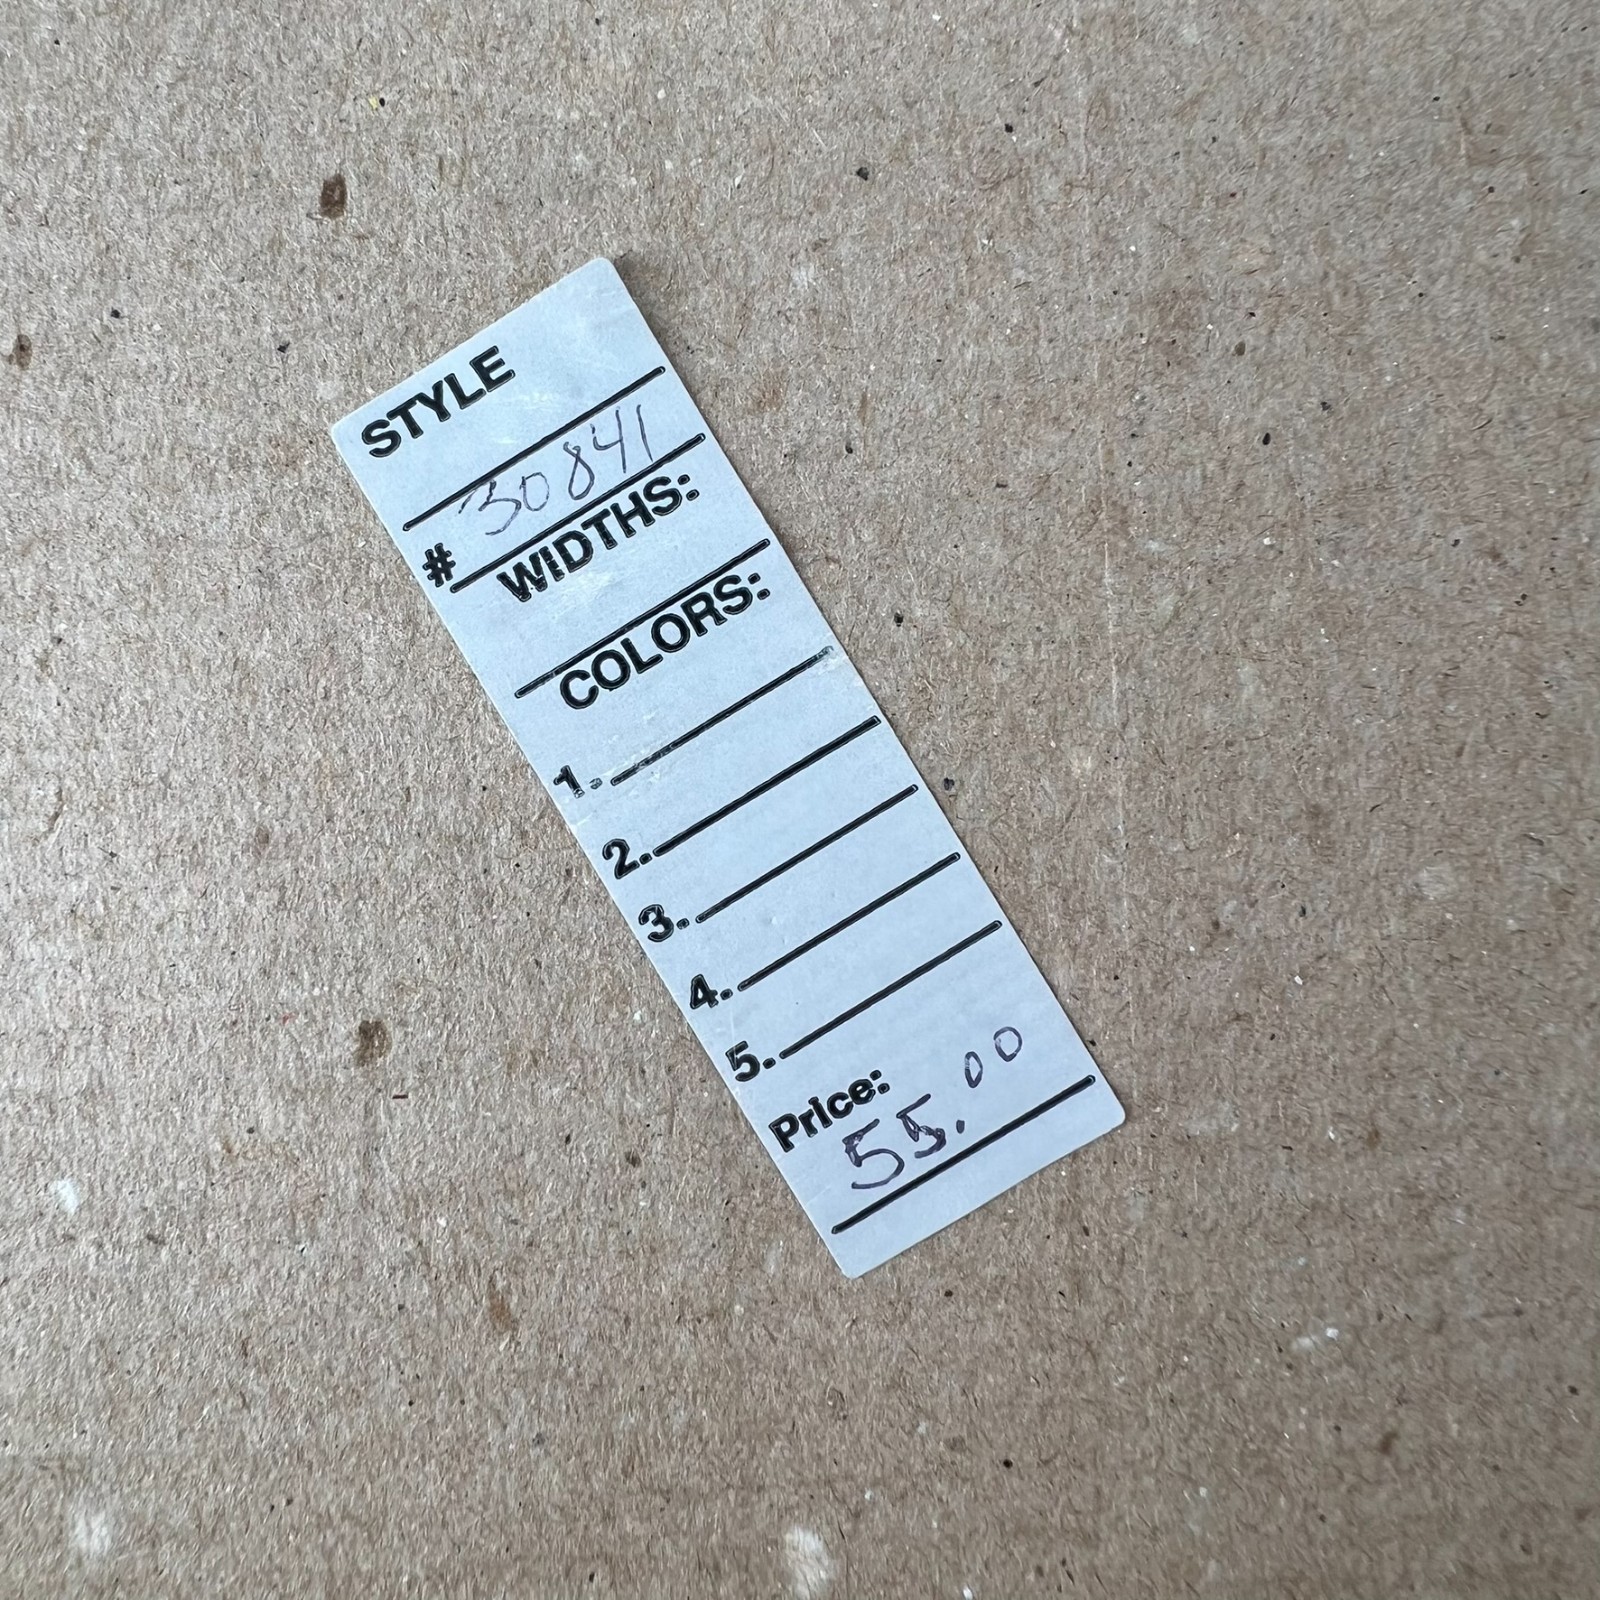 STYLE
# 30841
WIDTHS:
COLORS:
1.
2.
3.
4.
5.
Price:
55.00